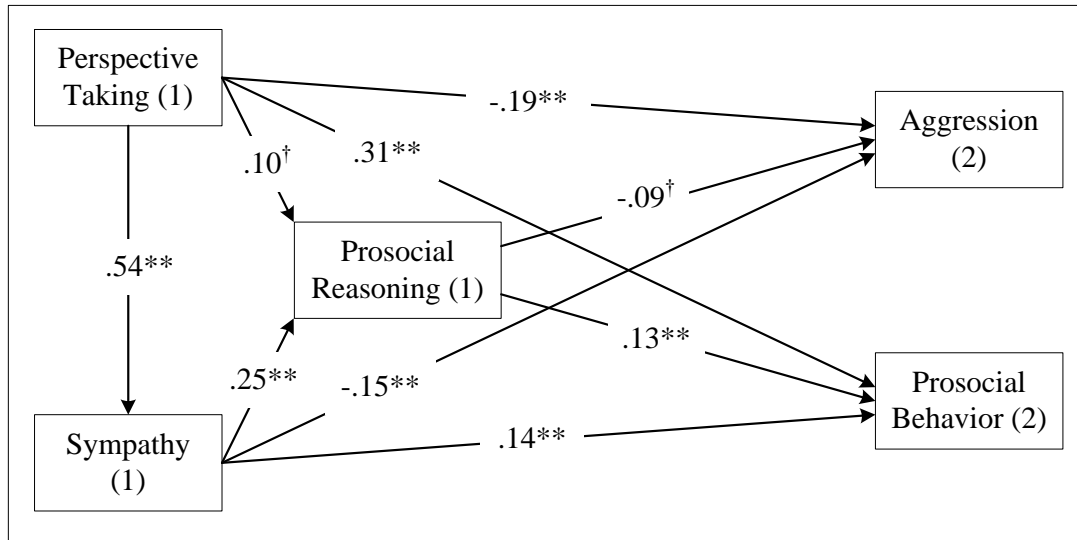 Perspective
Taking (1)
-.19**
Aggression
(2)
.10†
.31**
-.09†
Prosocial
Reasoning (1)
.54**
.13**
.25**
-.15**
Prosocial
Behavior (2)
Sympathy
(1)
.14**